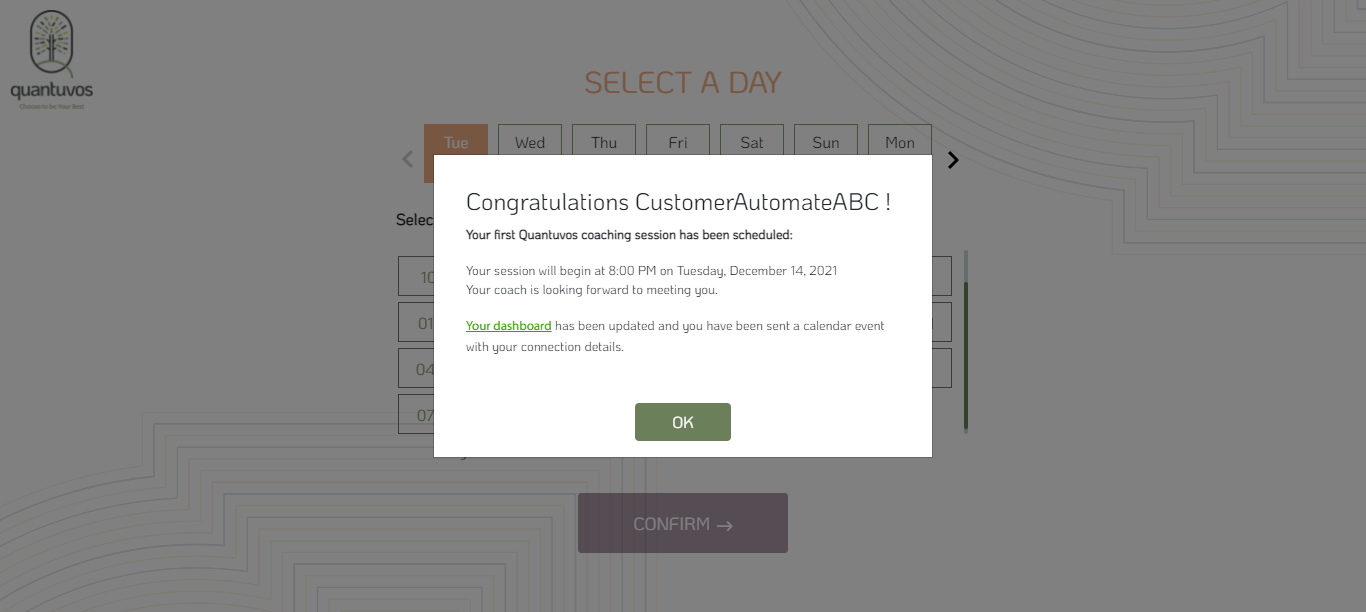 quantuvos
Choose to for Your Best
SELECT A DAY
Tue Wed Thu Fri Sat Sun Mon
Selec
Congratulations CustomerAutomateABC !
Your first Quantuvos coaching session has been scheduled:
Your session will begin at 8:00 PM on Tuesday, December 14, 2021
Your coach is looking forward to meeting you.
Your dashboard has been updated and you have been sent a calendar event
with your connection details.
10
01
04
07
OK
CONFIRM →